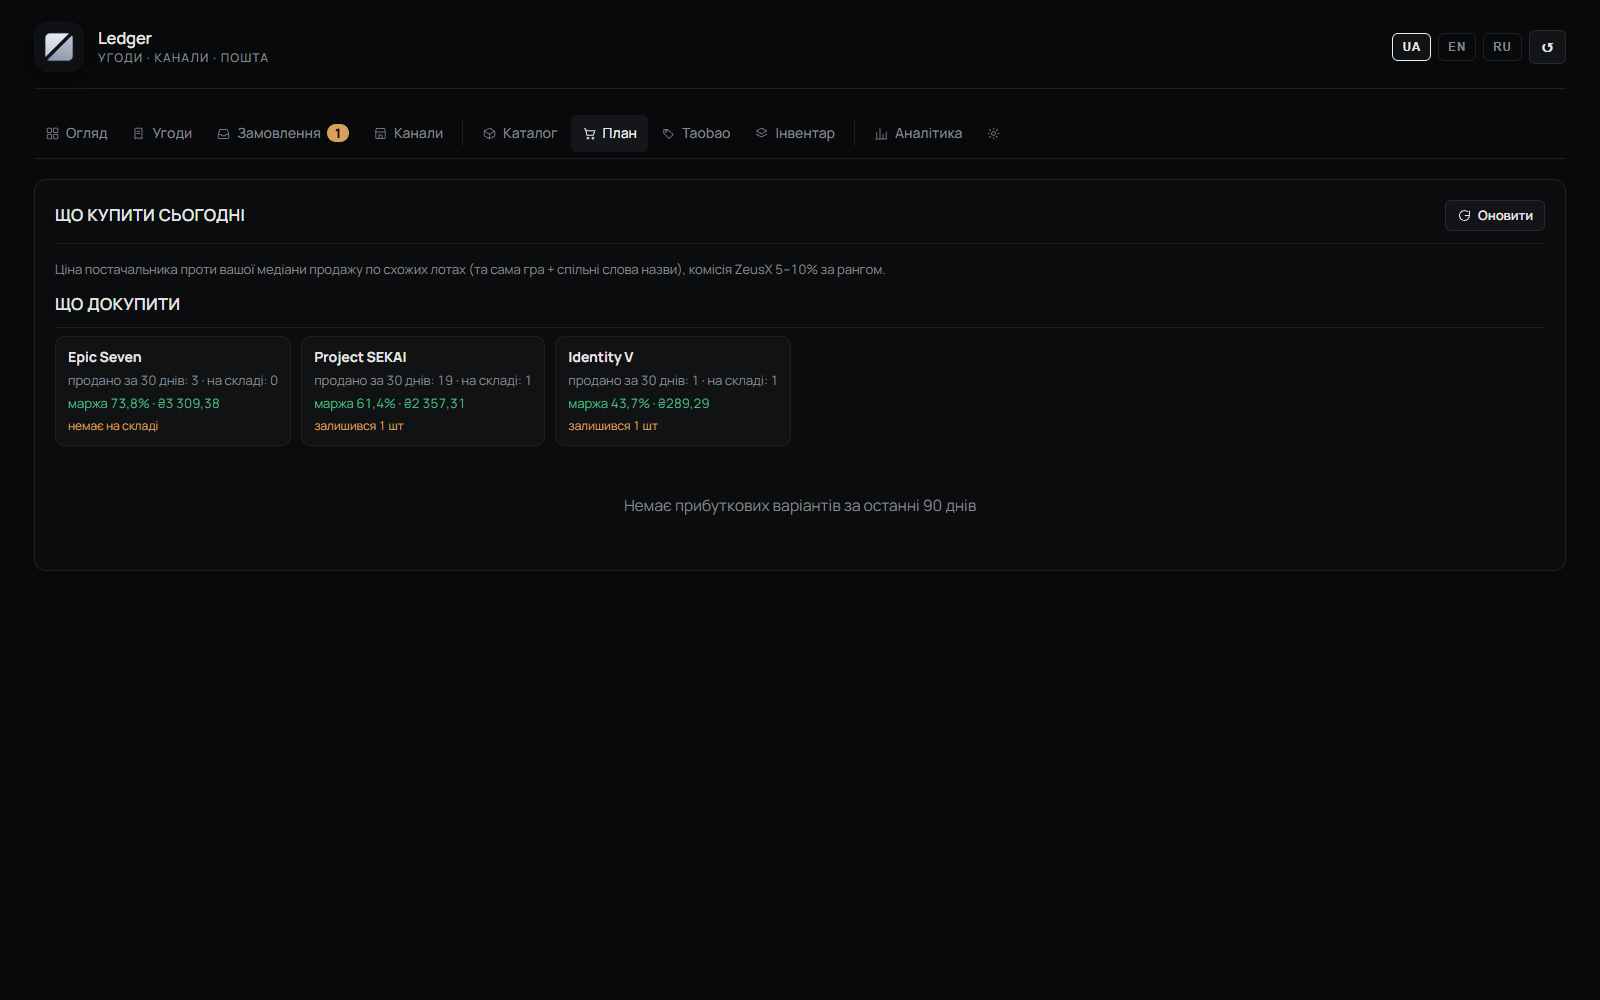 Ledger
УГОДИ · КАНАЛИ · ПОШТА
UA EN RU
Огляд Угоди Замовлення 1 Канали Каталог План Taobao Інвентар Аналітика
ЩО КУПИТИ СЬОГОДНІ
Оновити
Ціна постачальника проти вашої медіани продажу по схожих лотах (та сама гра + спільні слова назви), комісія ZeusX 5–10% за рангом.
ЩО ДОКУПИТИ
Epic Seven
продано за 30 днів: 3 · на складі: 0
маржа 73,8% · ₴3 309,38
немає на складі
Project SEKAI
продано за 30 днів: 19 · на складі: 1
маржа 61,4% · ₴2 357,31
залишився 1 шт
Identity V
продано за 30 днів: 1 · на складі: 1
маржа 43,7% · ₴289,29
залишився 1 шт
Немає прибуткових варіантів за останні 90 днів